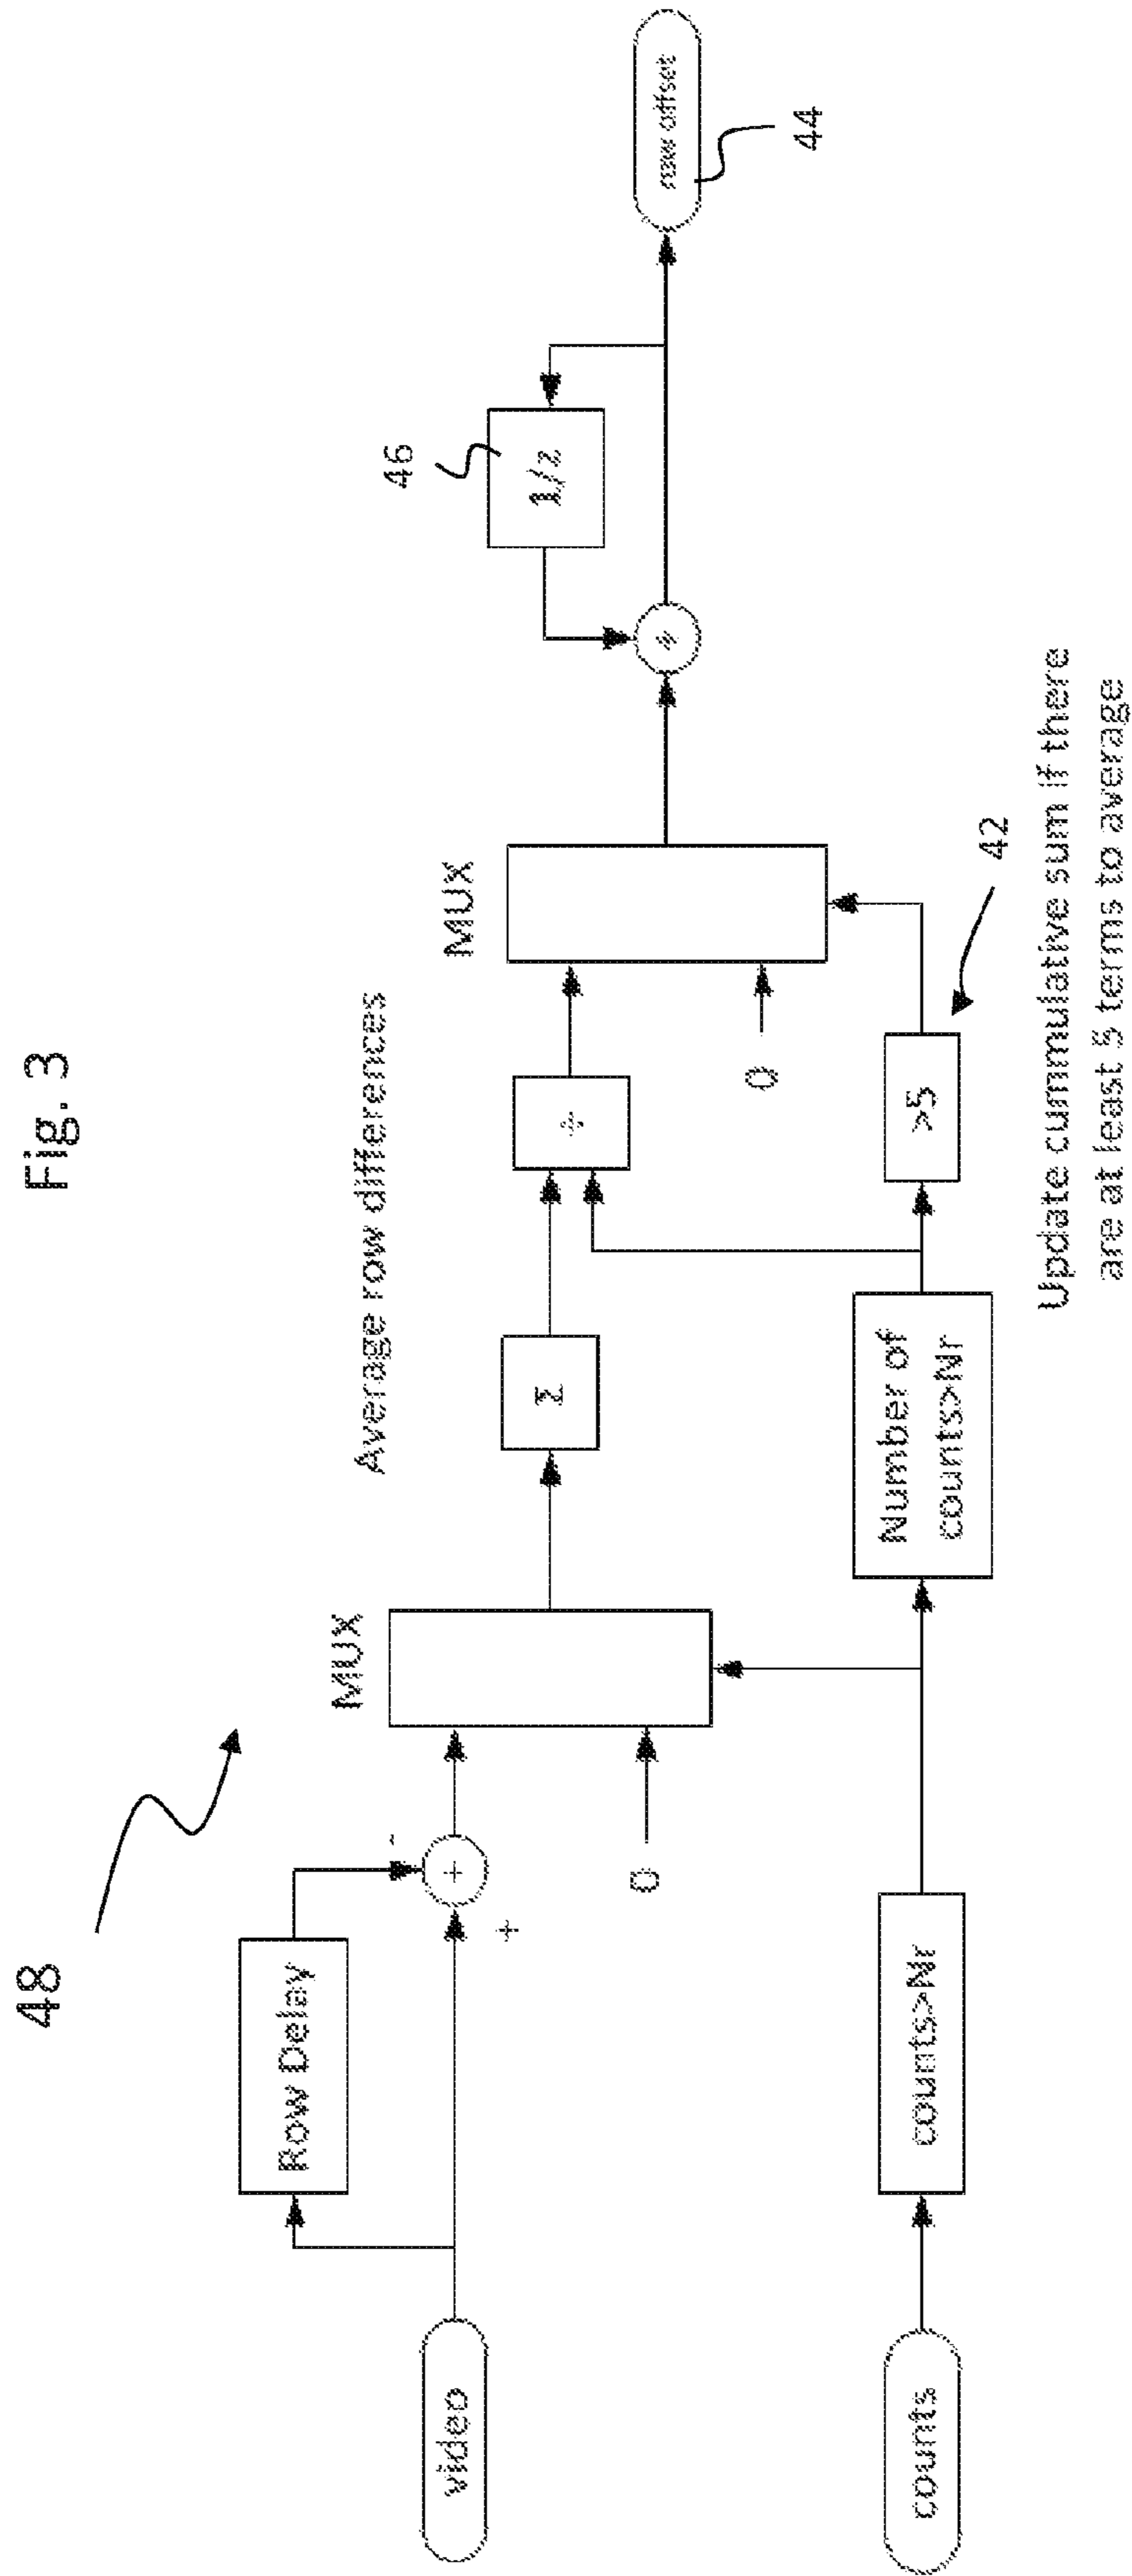 Fig. 3
48
Row Delay
video
-
+
+
MUX
0
Average row differences
Σ
÷
MUX
0
46
1/z
+
row offset
44
counts
counts>Nr
Number of
counts>Nr
>5
42
Update cummulative sum if there
are at least 5 terms to average